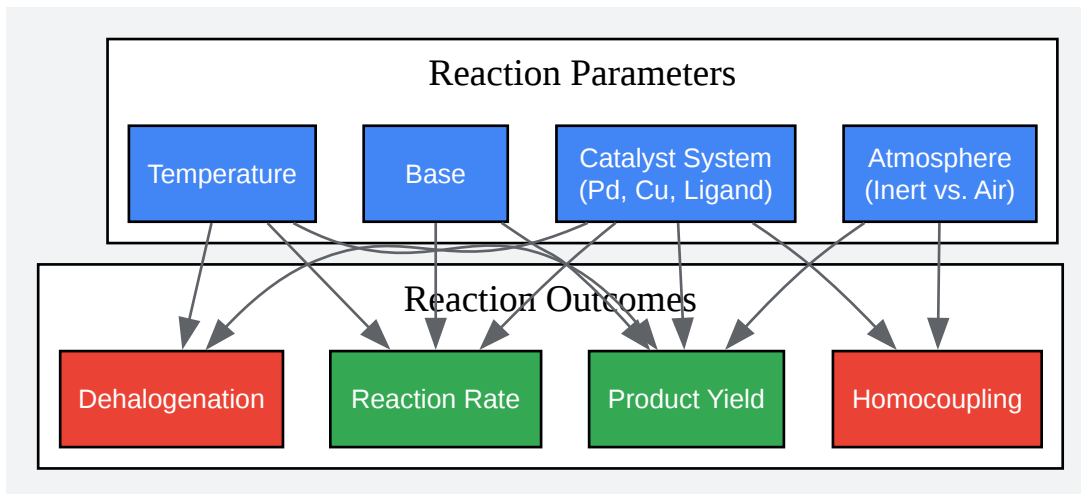 Reaction Parameters
Temperature
Base
Catalyst System
(Pd, Cu, Ligand)
Atmosphere
(Inert vs. Air)
Reaction Outcomes
Dehalogenation
Reaction Rate
Product Yield
Homocoupling